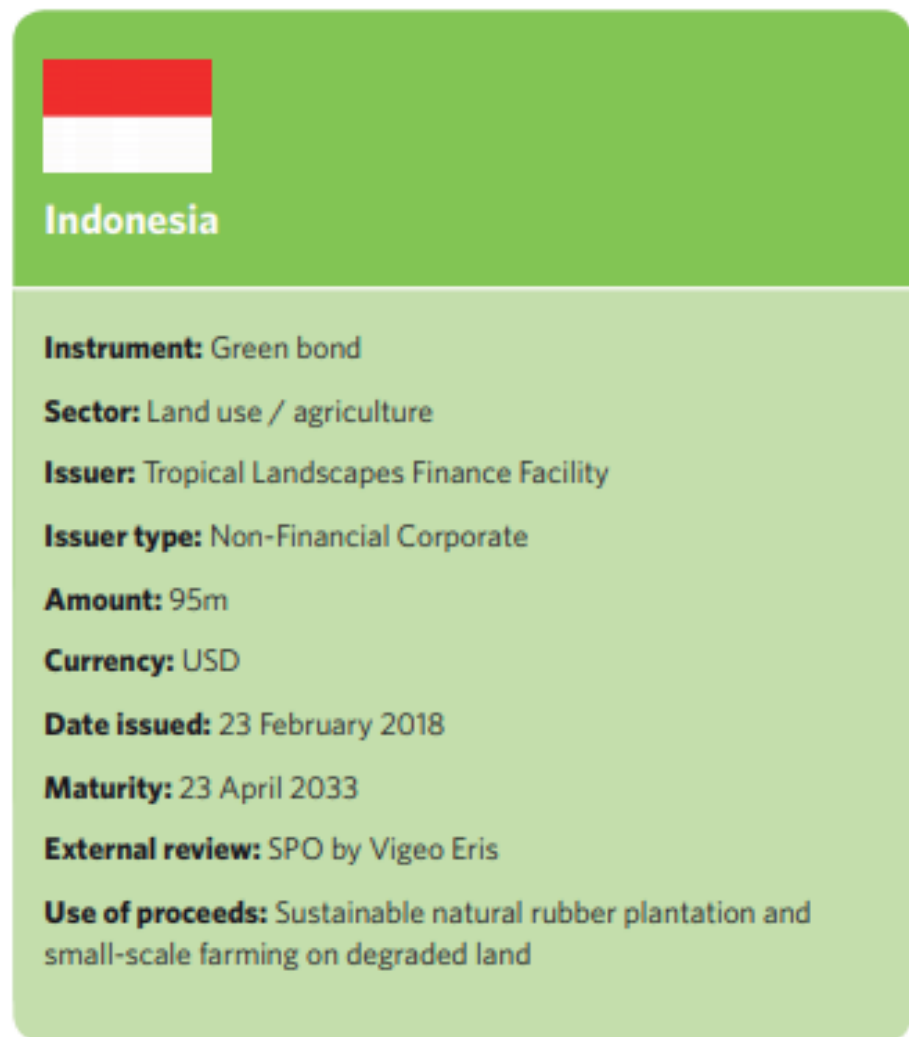 Indonesia
Instrument: Green bond
Sector: Land use / agriculture
Issuer: Tropical Landscapes Finance Facility
Issuer type: Non-Financial Corporate
Amount: 95m
Currency: USD
Date issued: 23 February 2018
Maturity: 23 April 2033
External review: SPO by Vigeo Eris
Use of proceeds: Sustainable natural rubber plantation and
small-scale farming on degraded land